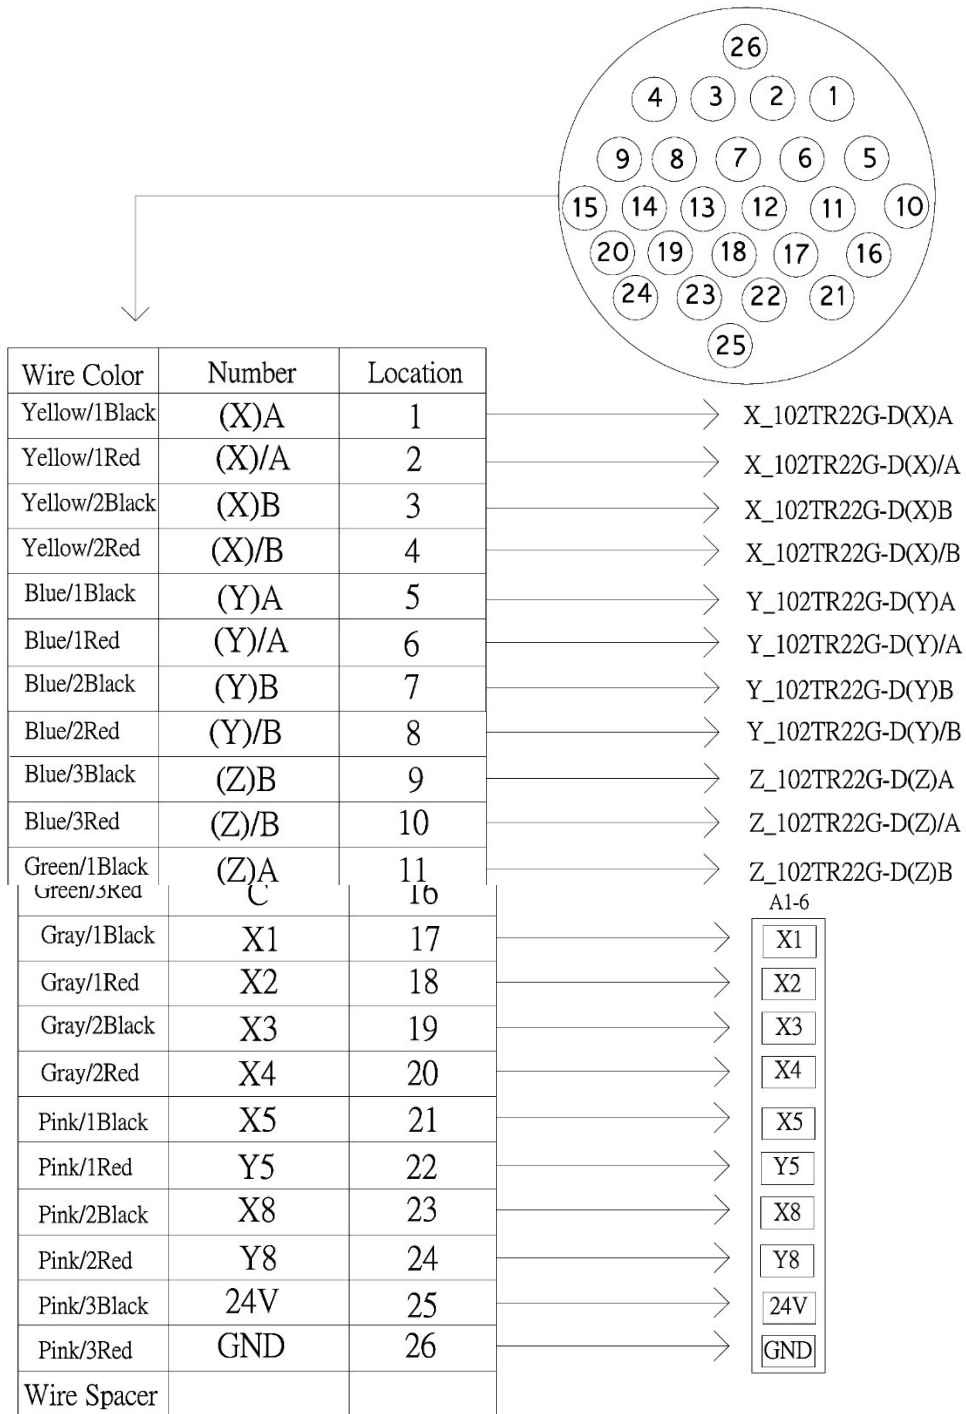 26
4 3 2 1
9 8 7 6 5
15 14 13 12 11 10
20 19 18 17 16
24 23 22 21
25
Wire Color Number Location
Yellow/1Black (X)A 1 X_102TR22G-D(X)A
Yellow/1Red (X)/A 2 X_102TR22G-D(X)/A
Yellow/2Black (X)B 3 X_102TR22G-D(X)B
Yellow/2Red (X)/B 4 X_102TR22G-D(X)/B
Blue/1Black (Y)A 5 Y_102TR22G-D(Y)A
Blue/1Red (Y)/A 6 Y_102TR22G-D(Y)/A
Blue/2Black (Y)B 7 Y_102TR22G-D(Y)B
Blue/2Red (Y)/B 8 Y_102TR22G-D(Y)/B
Blue/3Black (Z)B 9 Z_102TR22G-D(Z)A
Blue/3Red (Z)/B 10 Z_102TR22G-D(Z)/A
Green/1Black (Z)A 11 Z_102TR22G-D(Z)B
Green/3Red C 16 A1-6
Gray/1Black X1 17 X1
Gray/1Red X2 18 X2
Gray/2Black X3 19 X3
Gray/2Red X4 20 X4
Pink/1Black X5 21 X5
Pink/1Red Y5 22 Y5
Pink/2Black X8 23 X8
Pink/2Red Y8 24 Y8
Pink/3Black 24V 25 24V
Pink/3Red GND 26 GND
Wire Spacer